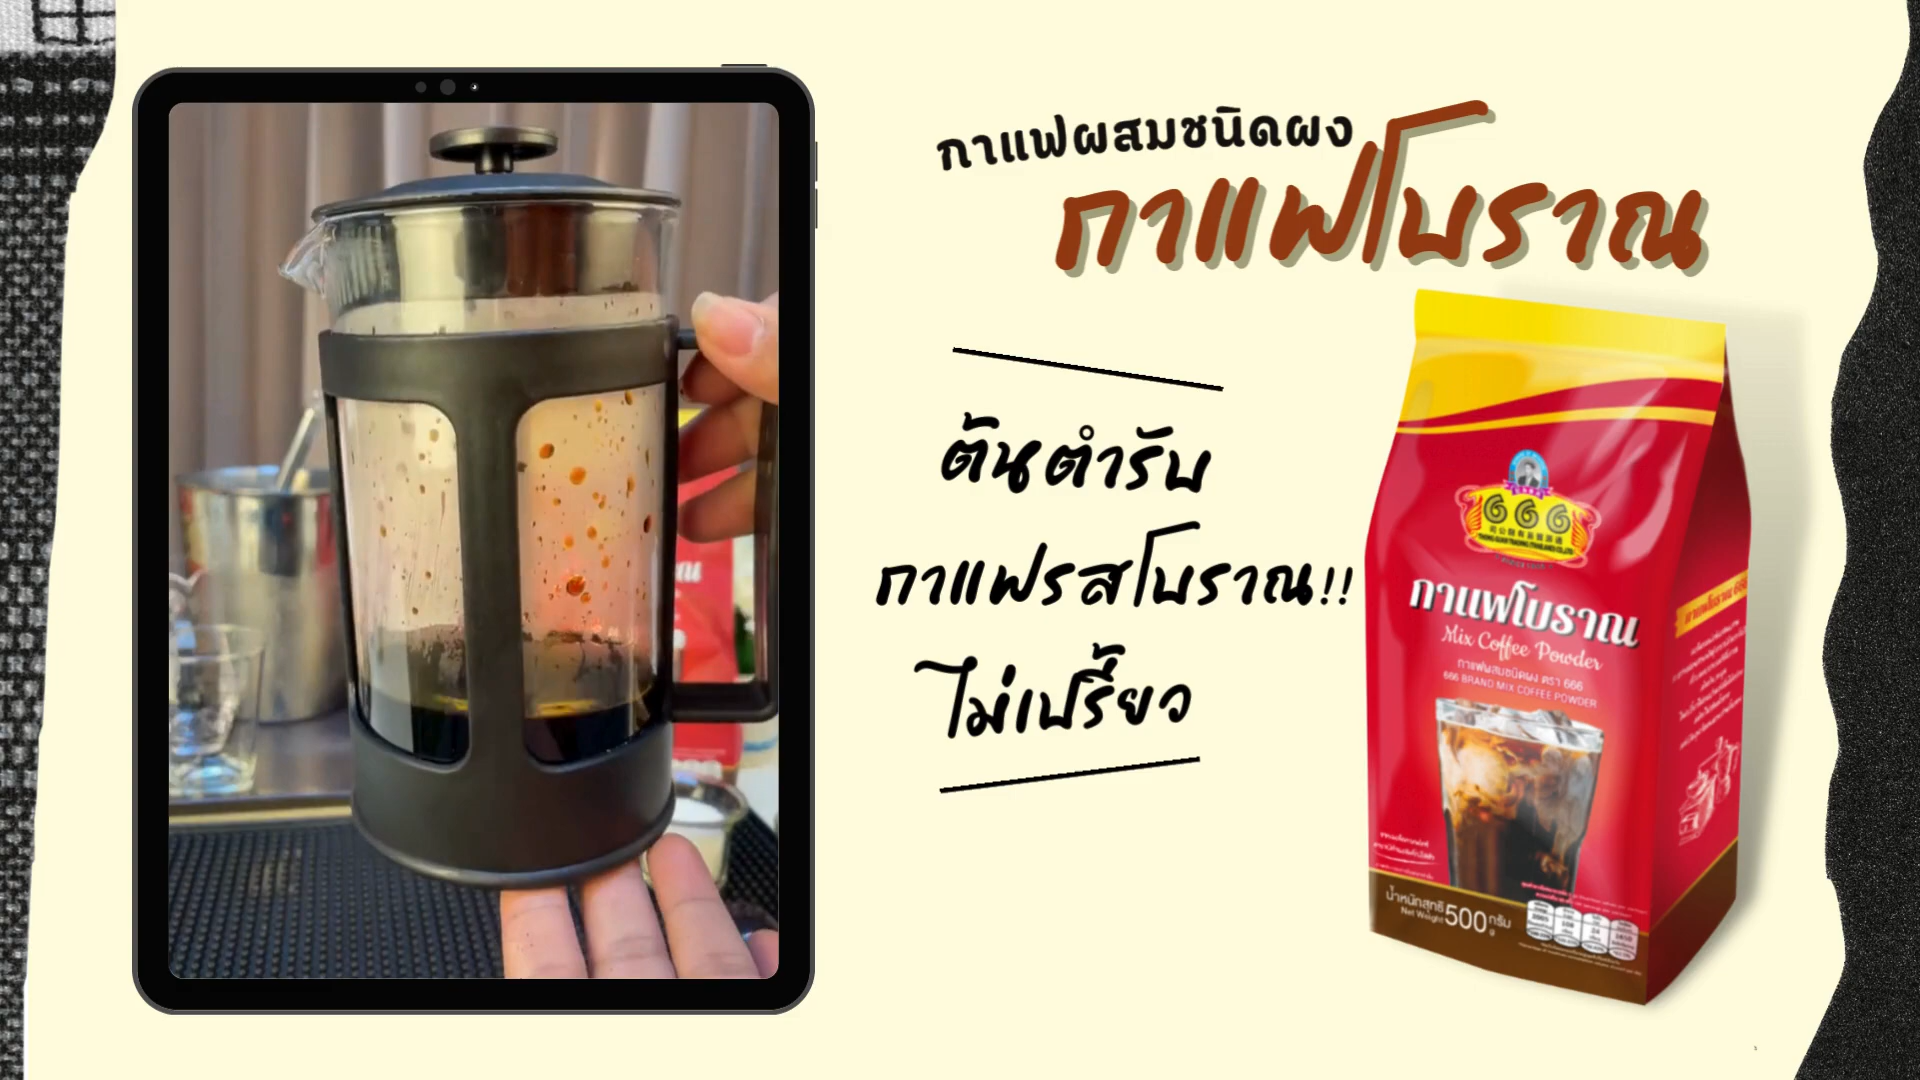 กาแฟผสมชนิดผง
กาแฟโบราณ
ต้นตำรับ
กาแฟรสโบราณ!!
ไม่เปรี้ยว
666
กาแฟโบราณ
Mix Coffee Powder
กาแฟผสมชนิดผง ตรา 666
666 BRAND MIX COFFEE POWDER
น้ำหนักสุทธิ 500 กรัม
Net Weight g